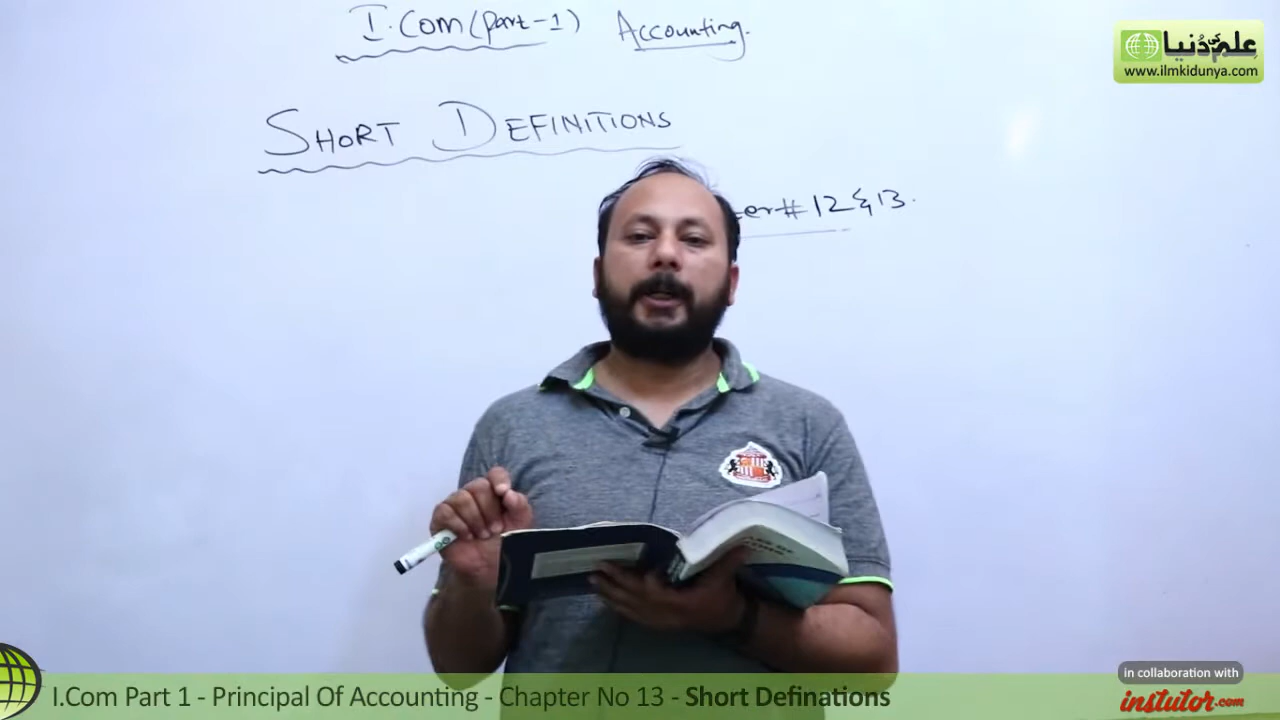 I.Com (Part-1) Accounting.
علم کی دنیا
www.ilmkidunya.com
SHORT DEFINITIONS
ter# 12 & 13.
in collaboration with
instutor.com
I.Com Part 1 - Principal Of Accounting - Chapter No 13 - Short Definations